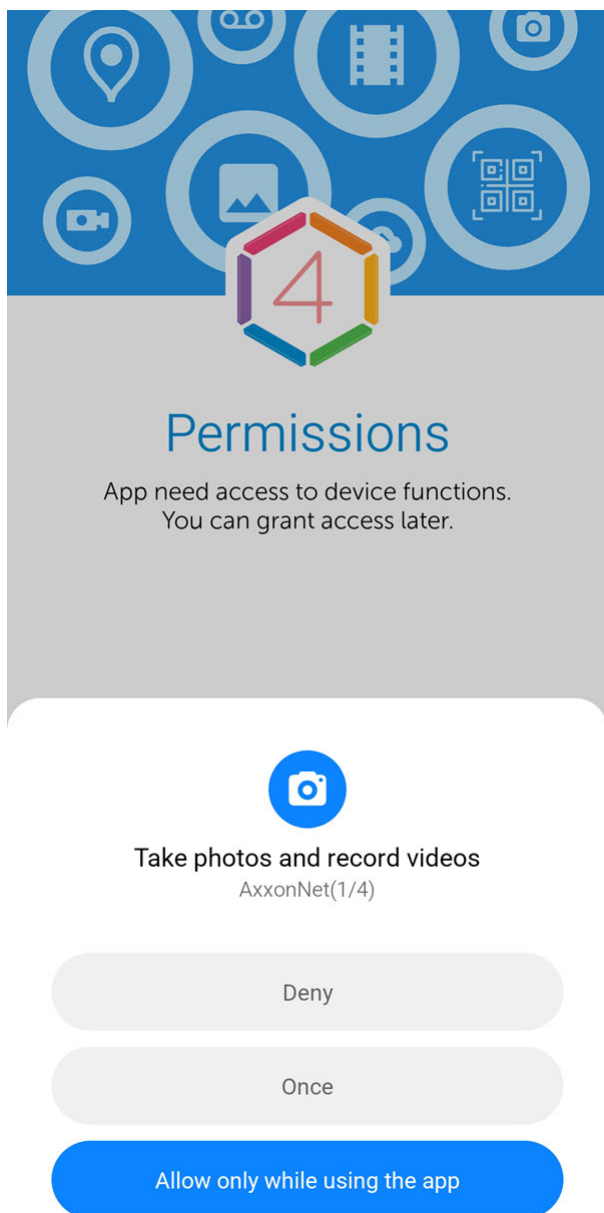 4
Permissions
App need access to device functions.
You can grant access later.
Take photos and record videos
AxxonNet(1/4)
Deny
Once
Allow only while using the app